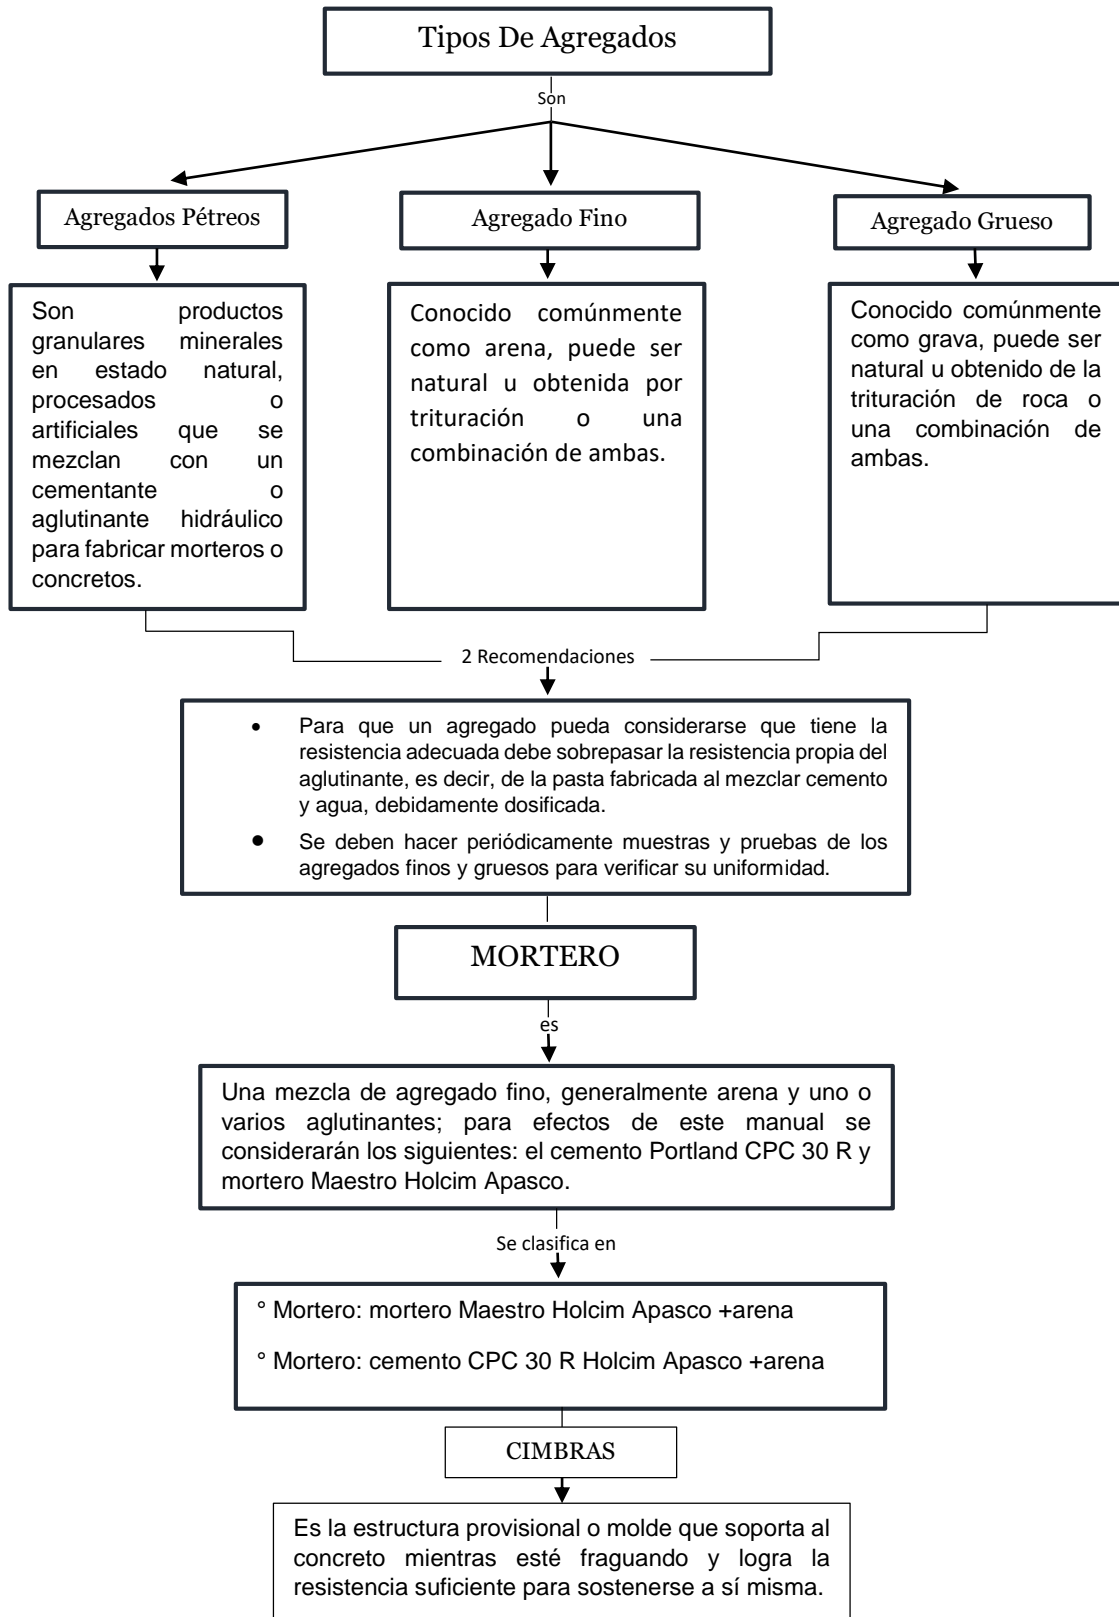 Tipos De Agregados
Son
Agregados Pétreos
Agregado Fino
Agregado Grueso
Son productos
granulares minerales
en estado natural,
procesados o
artificiales que se
mezclan con un
cementante o
aglutinante hidráulico
para fabricar morteros o
concretos.
Conocido comúnmente
como arena, puede ser
natural u obtenida por
trituración o una
combinación de ambas.
Conocido comúnmente
como grava, puede ser
natural u obtenido de la
trituración de roca o
una combinación de
ambas.
2 Recomendaciones
• Para que un agregado pueda considerarse que tiene la
resistencia adecuada debe sobrepasar la resistencia propia del
aglutinante, es decir, de la pasta fabricada al mezclar cemento
y agua, debidamente dosificada.
• Se deben hacer periódicamente muestras y pruebas de los
agregados finos y gruesos para verificar su uniformidad.
MORTERO
es
Una mezcla de agregado fino, generalmente arena y uno o
varios aglutinantes; para efectos de este manual se
considerarán los siguientes: el cemento Portland CPC 30 R y
mortero Maestro Holcim Apasco.
Se clasifica en
° Mortero: mortero Maestro Holcim Apasco +arena
° Mortero: cemento CPC 30 R Holcim Apasco +arena
CIMBRAS
Es la estructura provisional o molde que soporta al
concreto mientras esté fraguando y logra la
resistencia suficiente para sostenerse a sí misma.